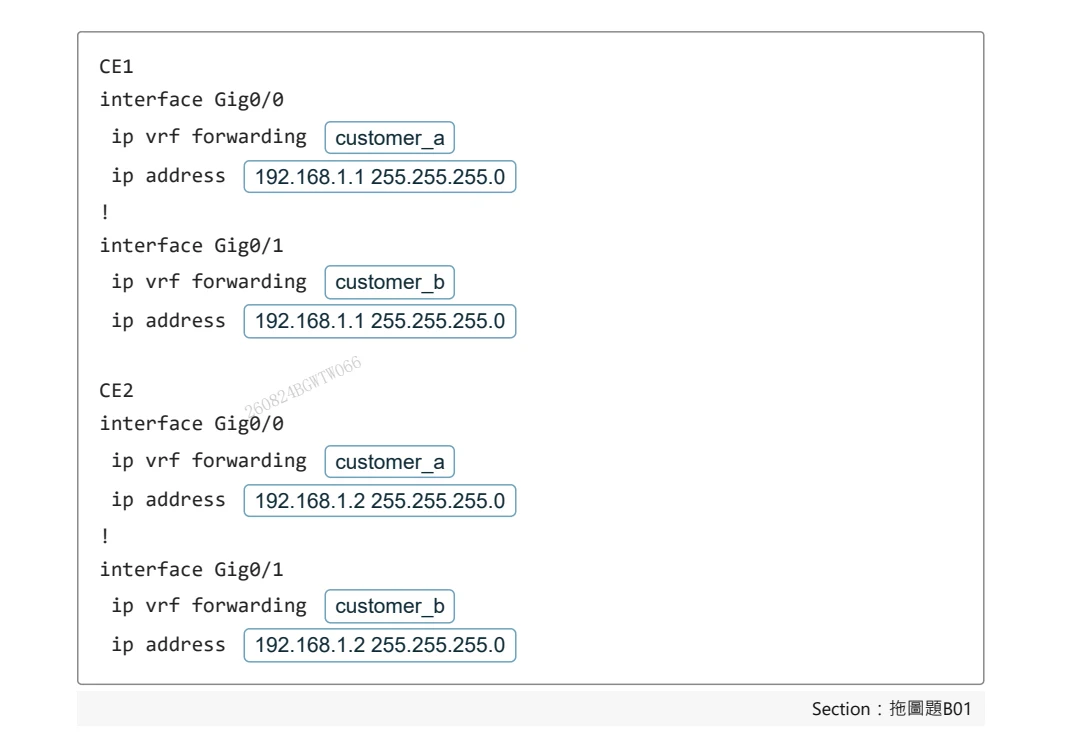 CE1
interface Gig0/0
ip vrf forwarding customer_a
ip address 192.168.1.1 255.255.255.0
!
interface Gig0/1
ip vrf forwarding customer_b
ip address 192.168.1.1 255.255.255.0
260824BGWTW066
CE2
interface Gig0/0
ip vrf forwarding customer_a
ip address 192.168.1.2 255.255.255.0
!
interface Gig0/1
ip vrf forwarding customer_b
ip address 192.168.1.2 255.255.255.0
Section：拖圖題B01